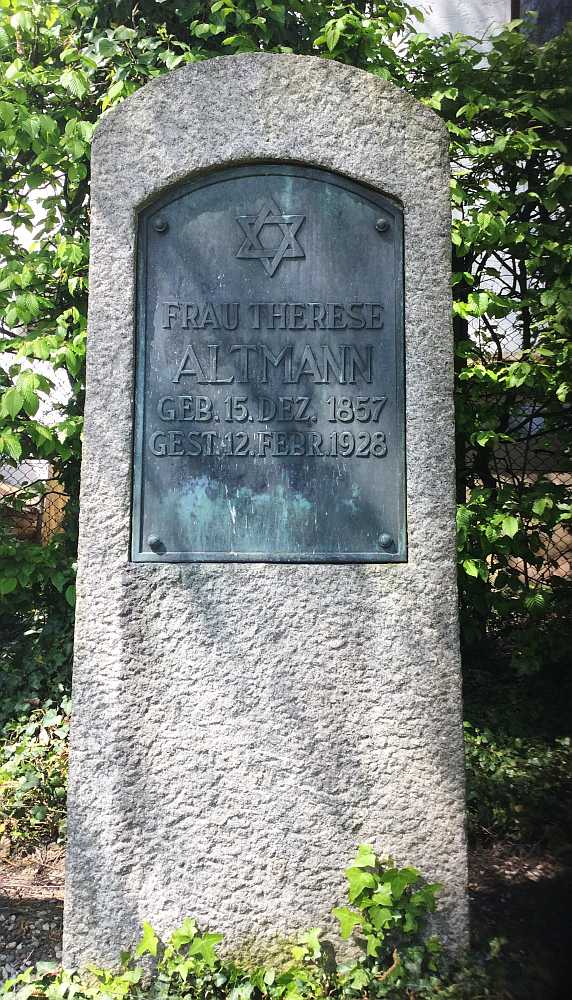 FRAU THERESE
ALTMANN
GEB. 15. DEZ. 1857
GEST. 12. FEBR. 1928